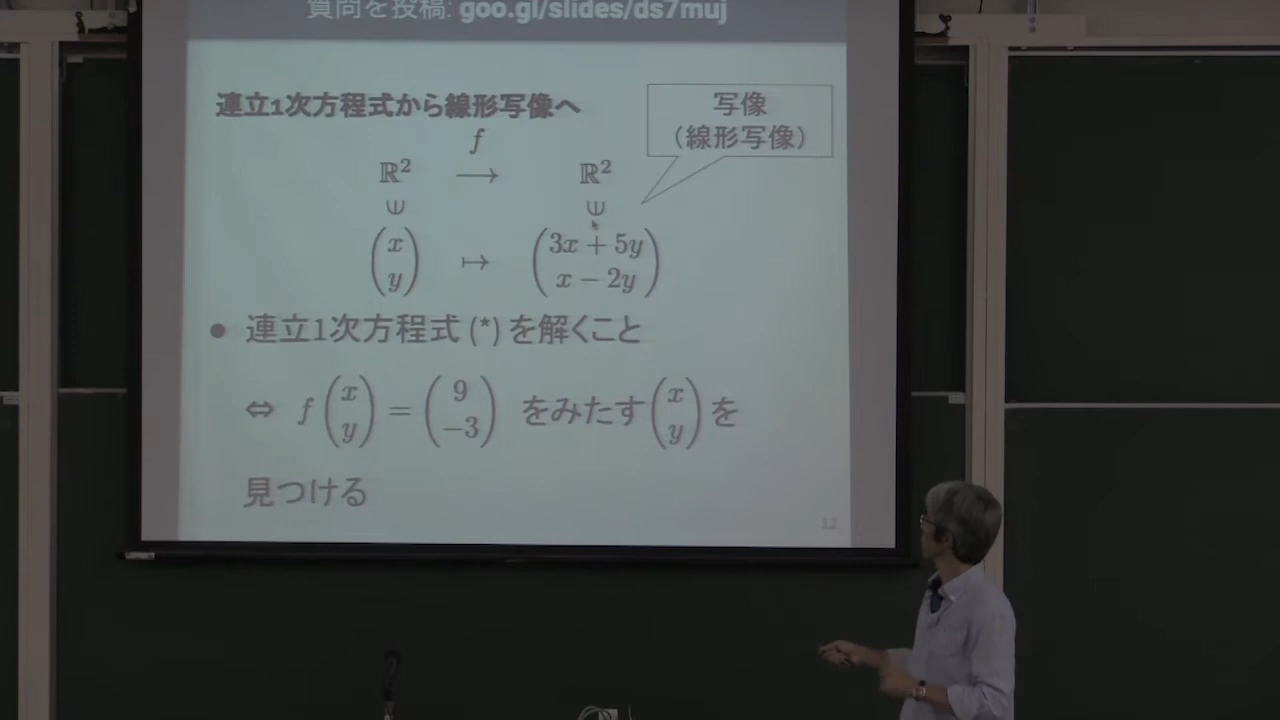 質問を投稿: goo.gl/slides/ds7muj
連立1次方程式から線形写像へ
写像
（線形写像）
f
ℝ² ⟶ ℝ²
∈ ∈
(x y) ↦ (3x + 5y x − 2y)
● 連立1次方程式 (*) を解くこと
⇔ f(x y) = (9 −3) をみたす(x y)を
見つける
12